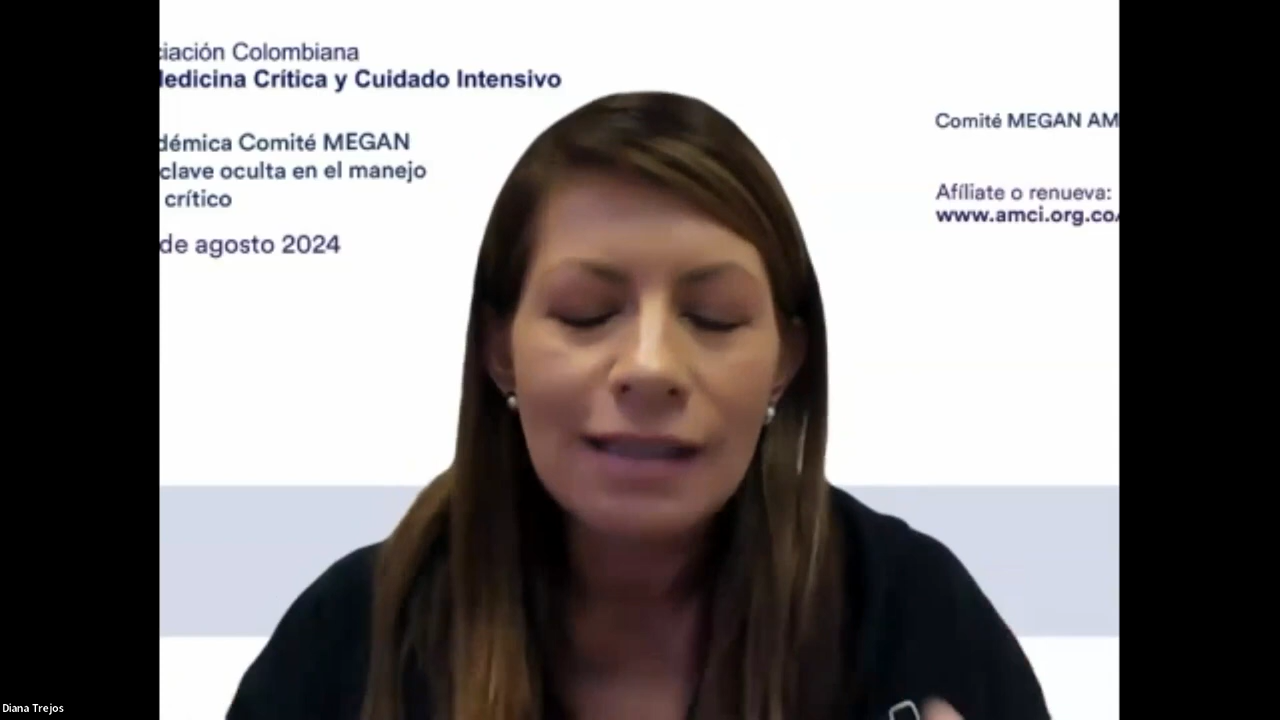 ciación Colombiana
Medicina Crítica y Cuidado Intensivo
démica Comité MEGAN
clave oculta en el manejo
crítico
de agosto 2024
Comité MEGAN AM
Afíliate o renueva:
www.amci.org.co/
Diana Trejos